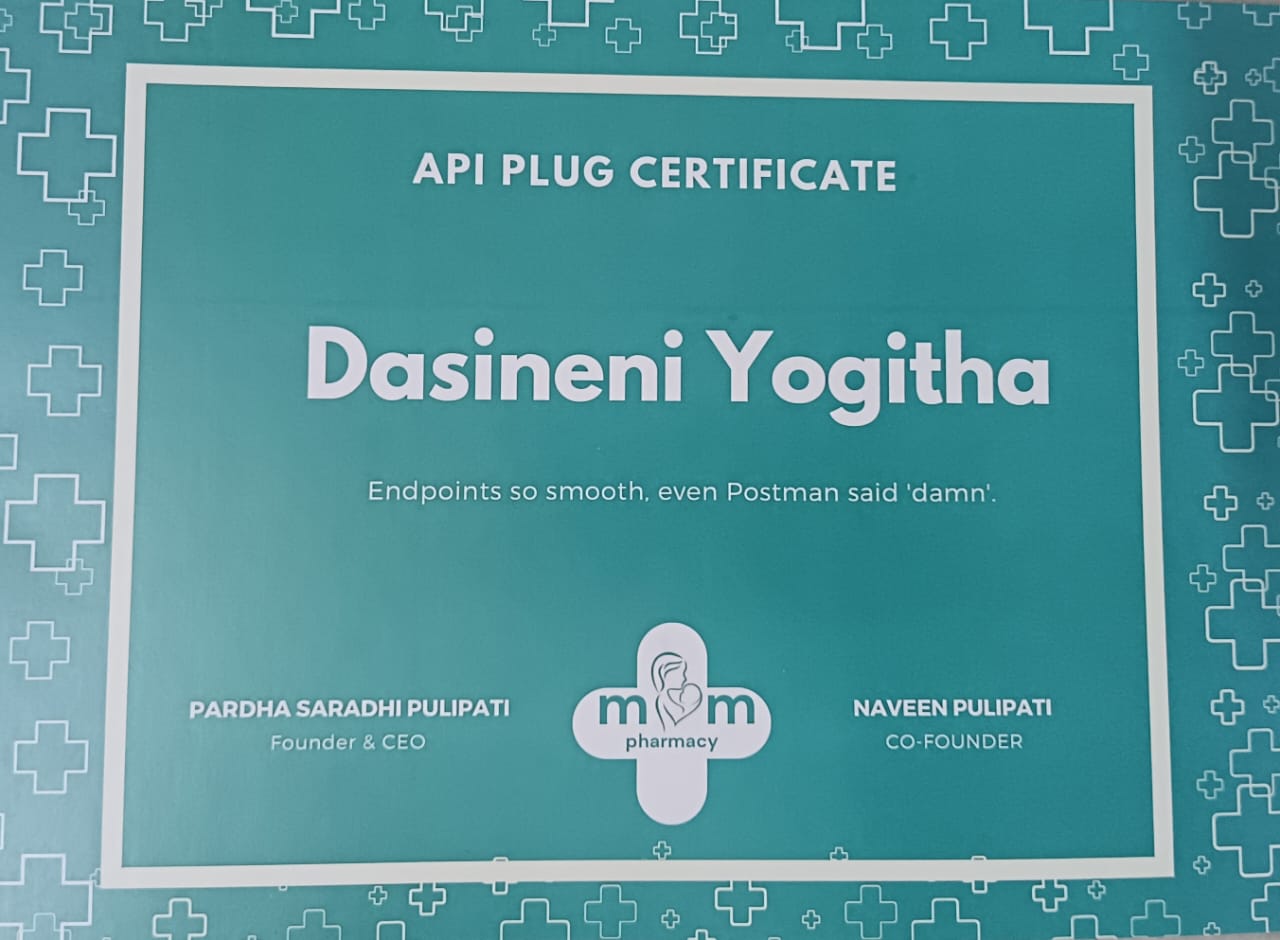 API PLUG CERTIFICATE
Dasineni Yogitha
Endpoints so smooth, even Postman said 'damn'.
PARDHA SARADHI PULIPATI
Founder & CEO
mom
pharmacy
NAVEEN PULIPATI
CO-FOUNDER